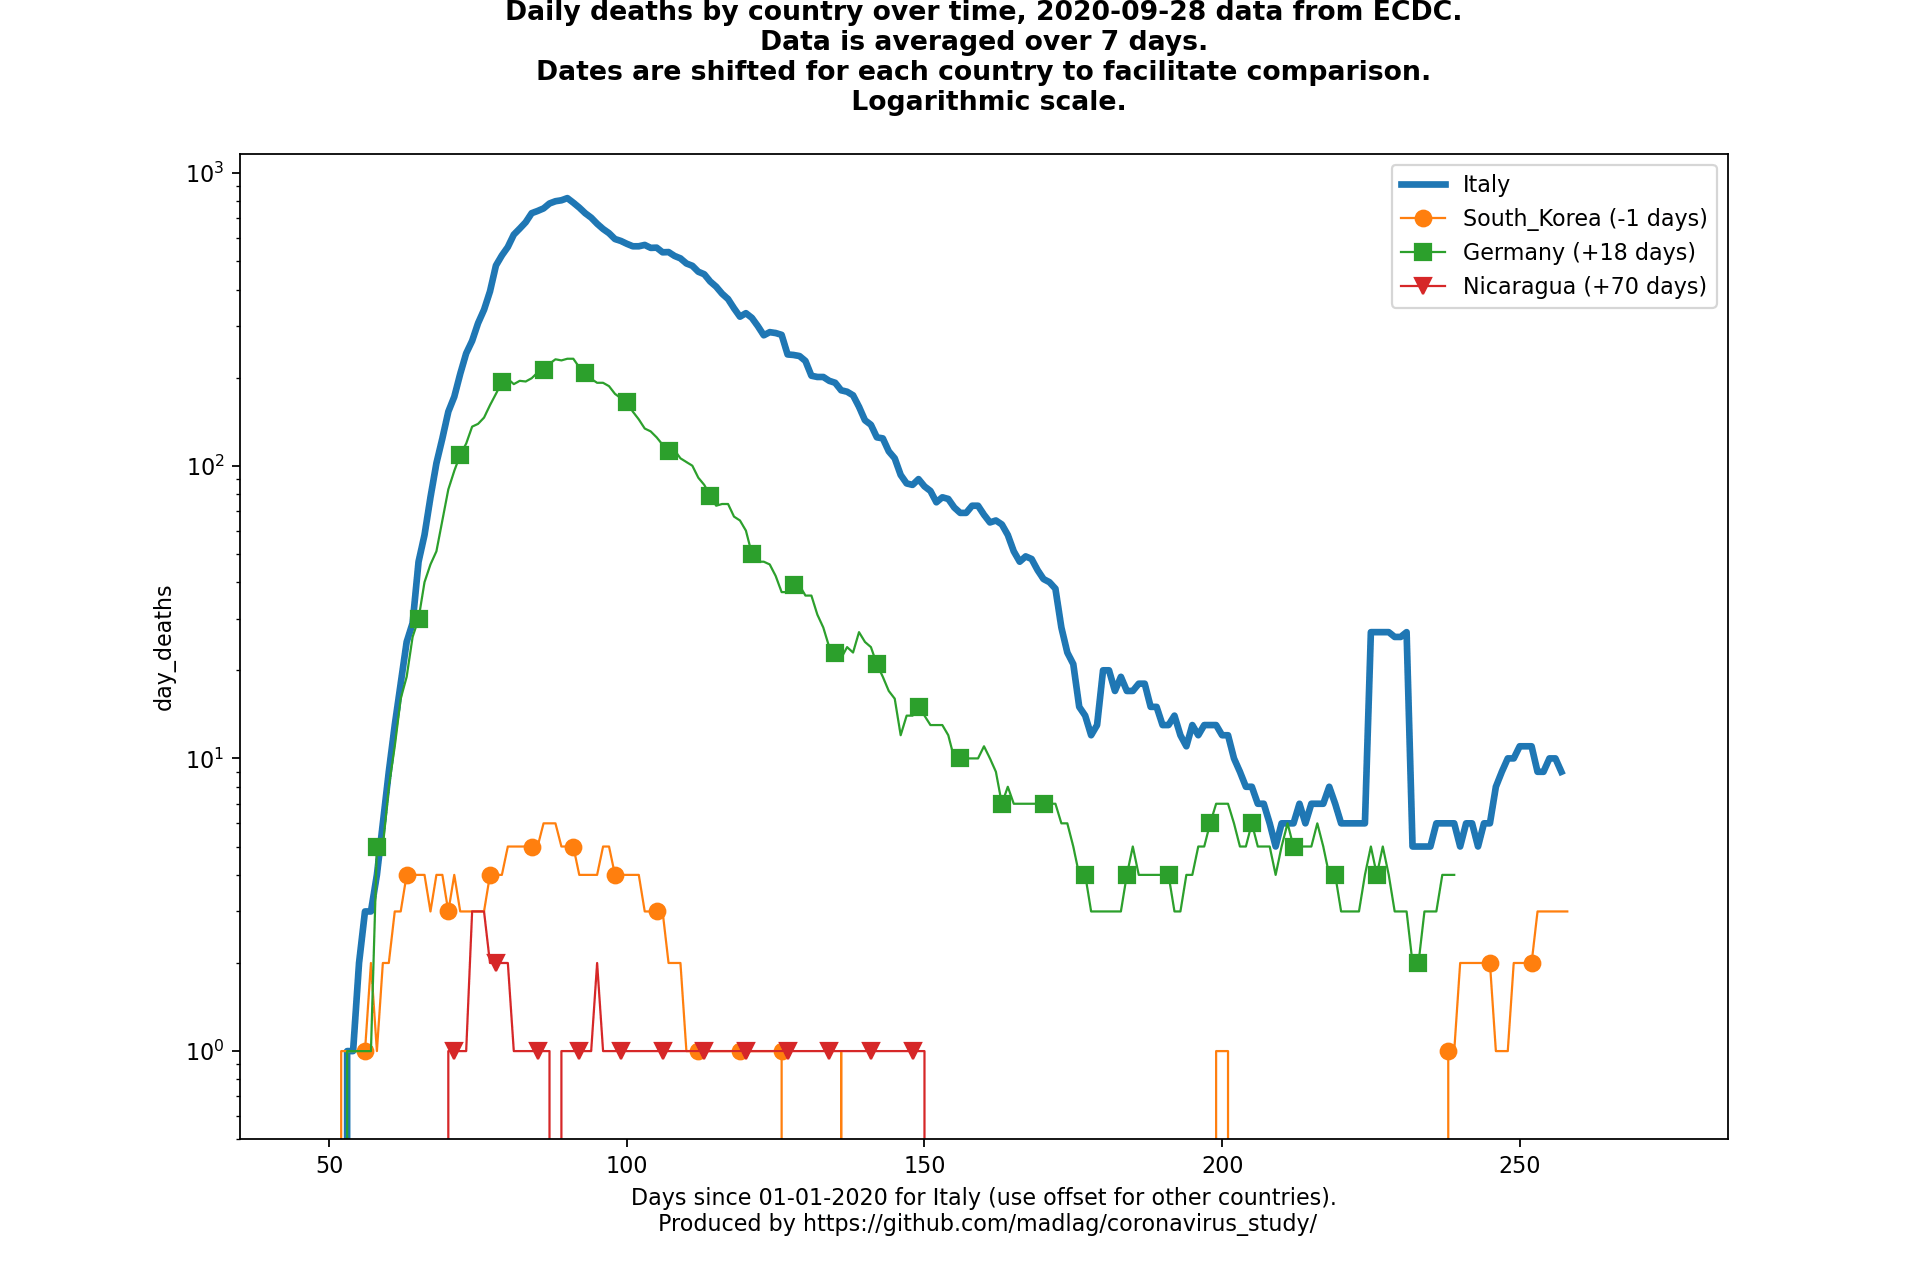 Daily deaths by country over time, 2020-09-28 data from ECDC.
Data is averaged over 7 days.
Dates are shifted for each country to facilitate comparison.
Logarithmic scale.
10³
Italy
South_Korea (-1 days)
Germany (+18 days)
Nicaragua (+70 days)
10²
day_deaths
10¹
10⁰
50 100 150 200 250
Days since 01-01-2020 for Italy (use offset for other countries).
Produced by https://github.com/madlag/coronavirus_study/